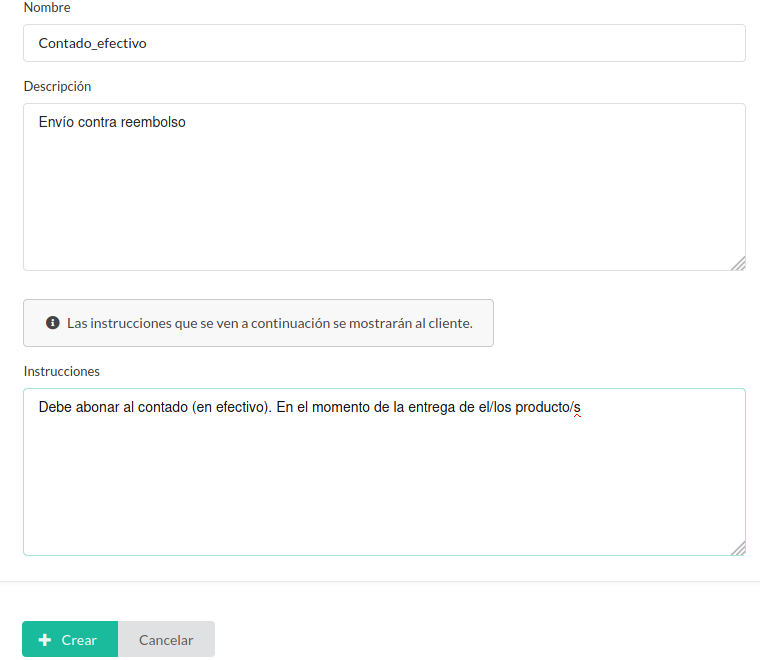 Nombre
Contado_efectivo
Descripción
Envío contra reembolso
Las instrucciones que se ven a continuación se mostrarán al cliente.
Instrucciones
Debe abonar al contado (en efectivo). En el momento de la entrega de el/los producto/s
Crear
Cancelar